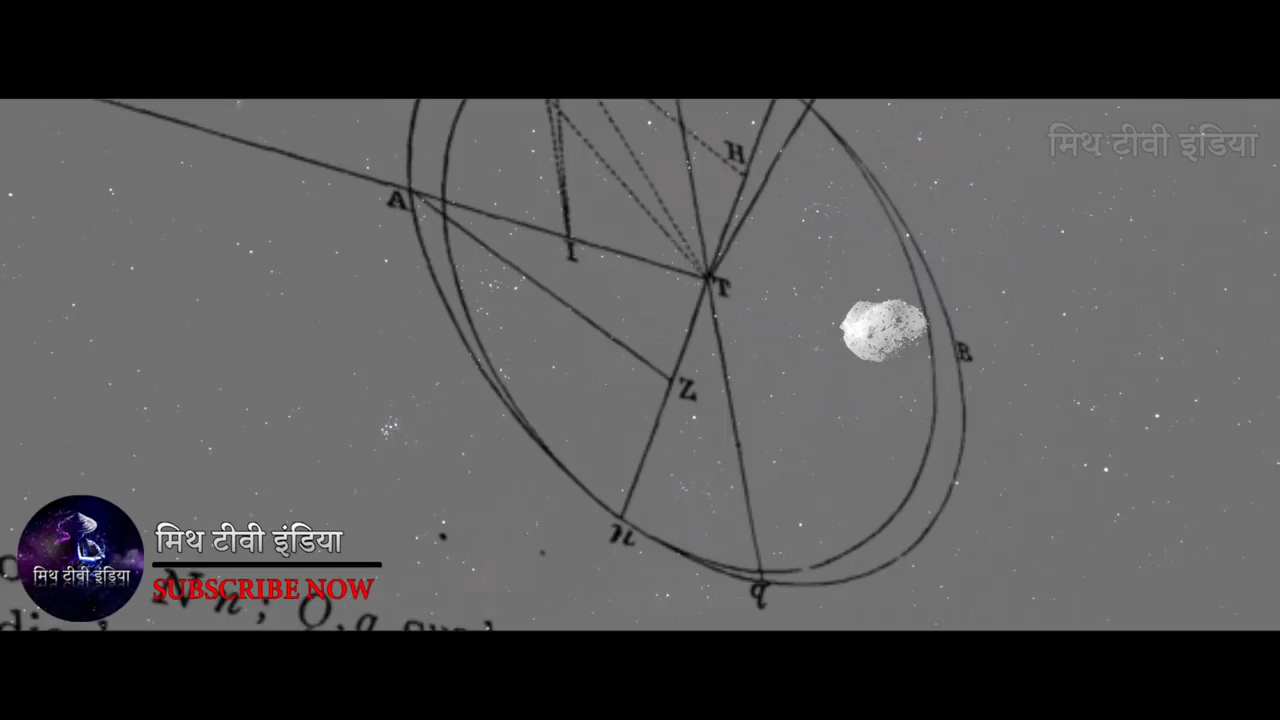 मिथ टीवी इंडिया
H
A
I
T
B
Z
n
q
मिथ टीवी इंडिया
मिथ टीवी इंडिया
SUBSCRIBE NOW
N n ; Q, q